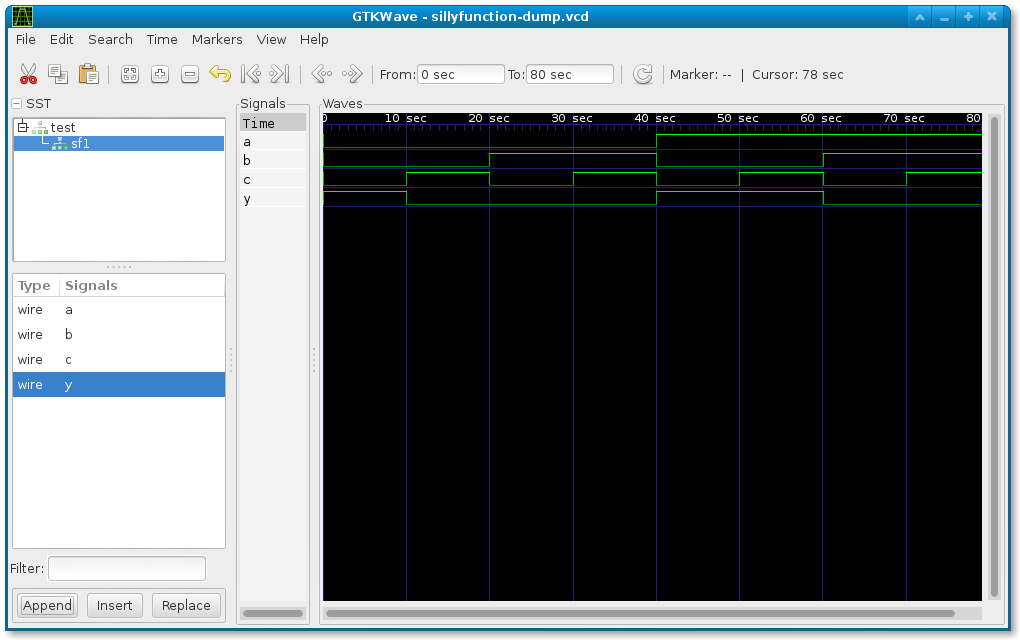 GTKWave - sillyfunction-dump.vcd
File Edit Search Time Markers View Help
From: 0 sec To: 80 sec Marker: -- | Cursor: 78 sec
SST
test
sf1
Type Signals
wire a
wire b
wire c
wire y
Filter:
Append Insert Replace
Signals
Time
a
b
c
y
Waves
0 10 sec 20 sec 30 sec 40 sec 50 sec 60 sec 70 sec 80